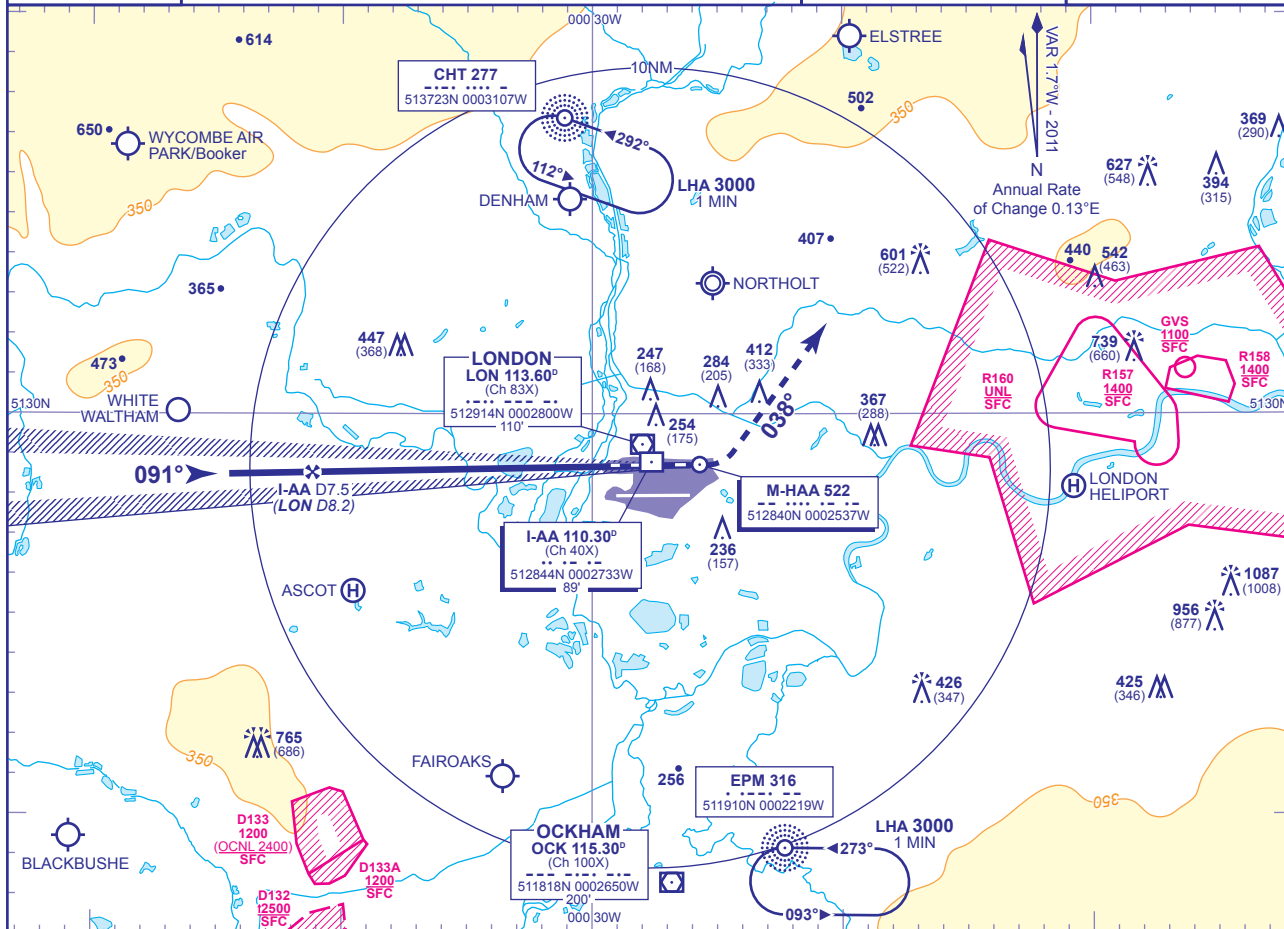 000 30W
614
ELSTREE
VAR 1.7°W - 2011
10NM
CHT 277
513723N 0003107W
502
350
369
(290)
650
WYCOMBE AIR
PARK/Booker
292°
112°
N
627
(548)
394
(315)
LHA 3000
1 MIN
DENHAM
Annual Rate
of Change 0.13°E
350
407
601
(522)
440
542
(463)
365
NORTHOLT
447
(368)
GVS
1100
SFC
739
(660)
R158
1400
SFC
LONDON
LON 113.60D
(Ch 83X)
512914N 0002800W
110'
247
(168)
284
(205)
412
(333)
473
350
R160
UNL
SFC
R157
1400
SFC
5130N
WHITE
WALTHAM
254
(175)
038°
367
(288)
5130N
091°
I-AA D7.5
(LON D8.2)
M-HAA 522
512840N 0002537W
H
LONDON
HELIPORT
I-AA 110.30D
(Ch 40X)
512844N 0002733W
89'
236
(157)
ASCOT
H
1087
(1008)
956
(877)
426
(347)
425
(346)
765
(686)
350
FAIROAKS
256
EPM 316
511910N 0002219W
350
D133
1200
(OCNL 2400)
SFC
BLACKBUSHE
OCKHAM
OCK 115.30D
(Ch 100X)
511818N 0002650W
200'
LHA 3000
1 MIN
273°
093°
D133A
1200
SFC
D132
12500
SFC
000 30W